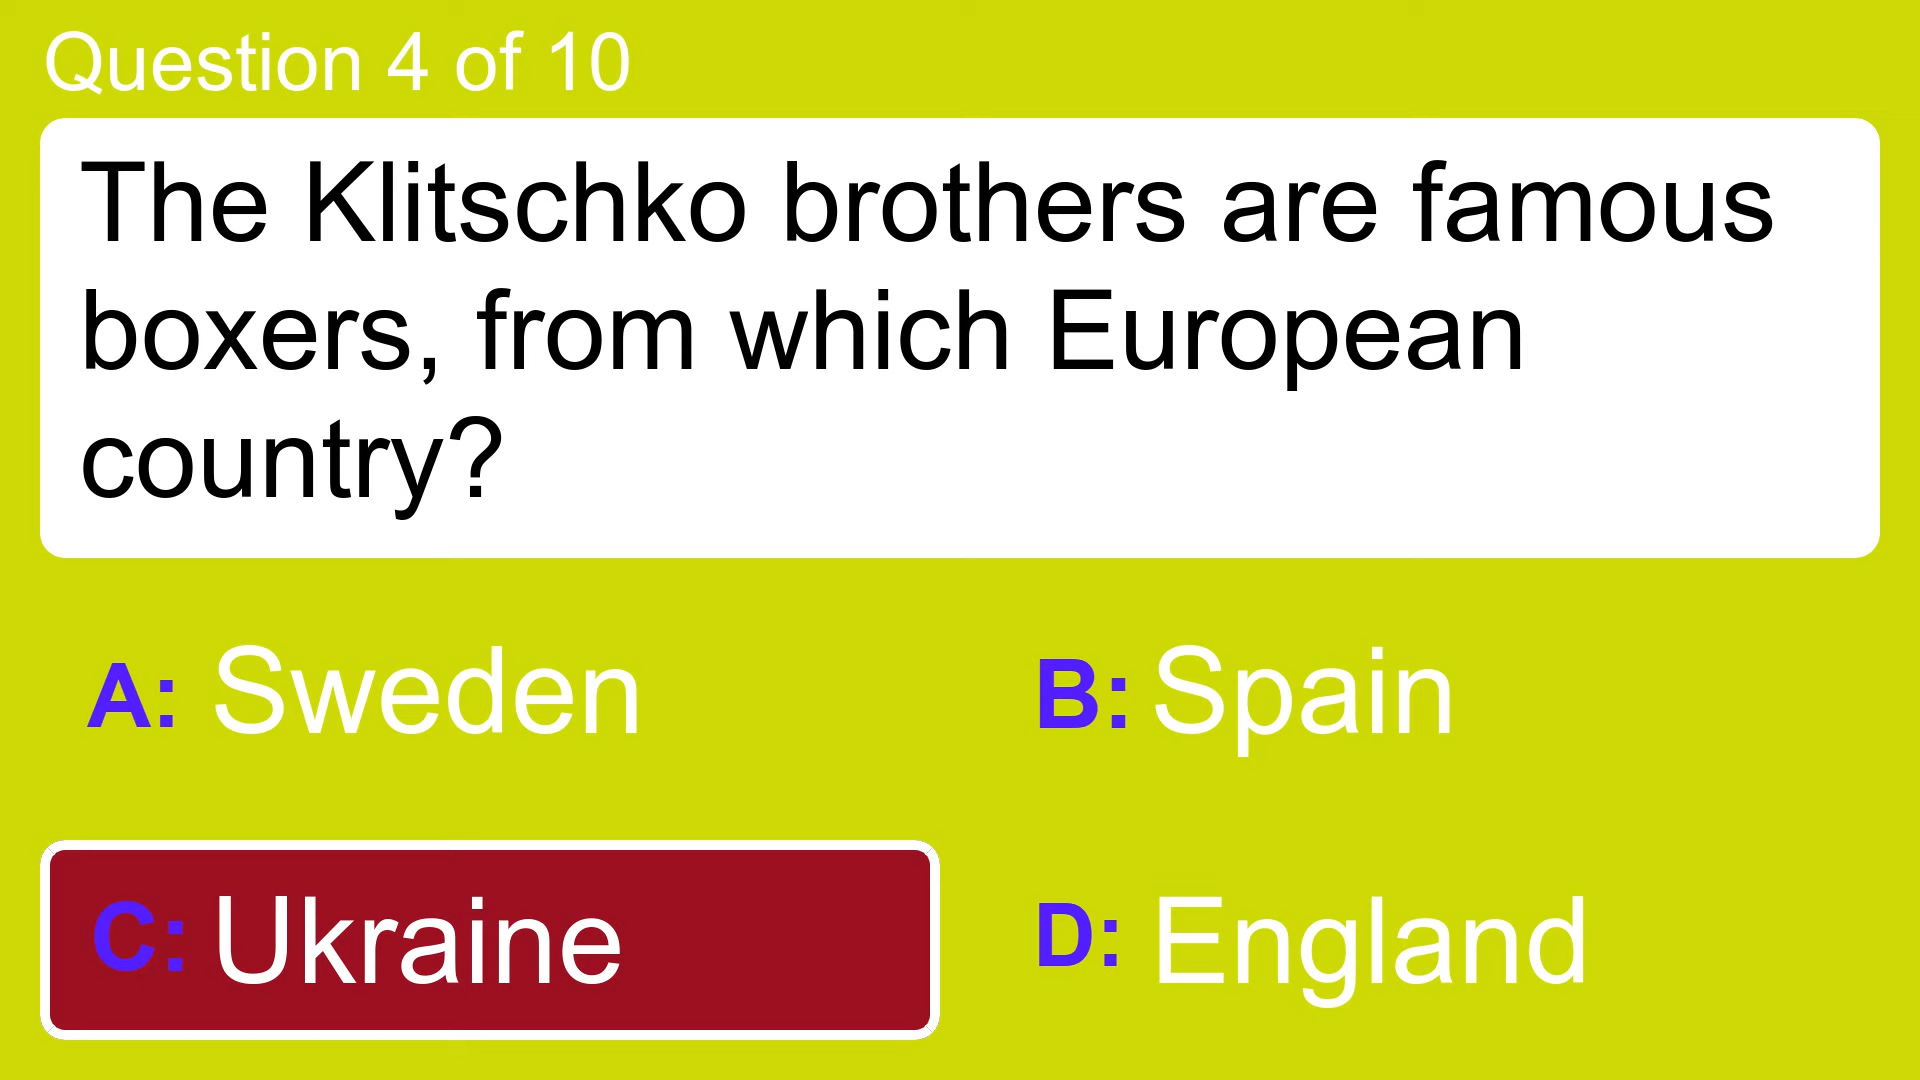 Question 4 of 10
The Klitschko brothers are famous
boxers, from which European
country?
A: Sweden
B: Spain
C: Ukraine
D: England